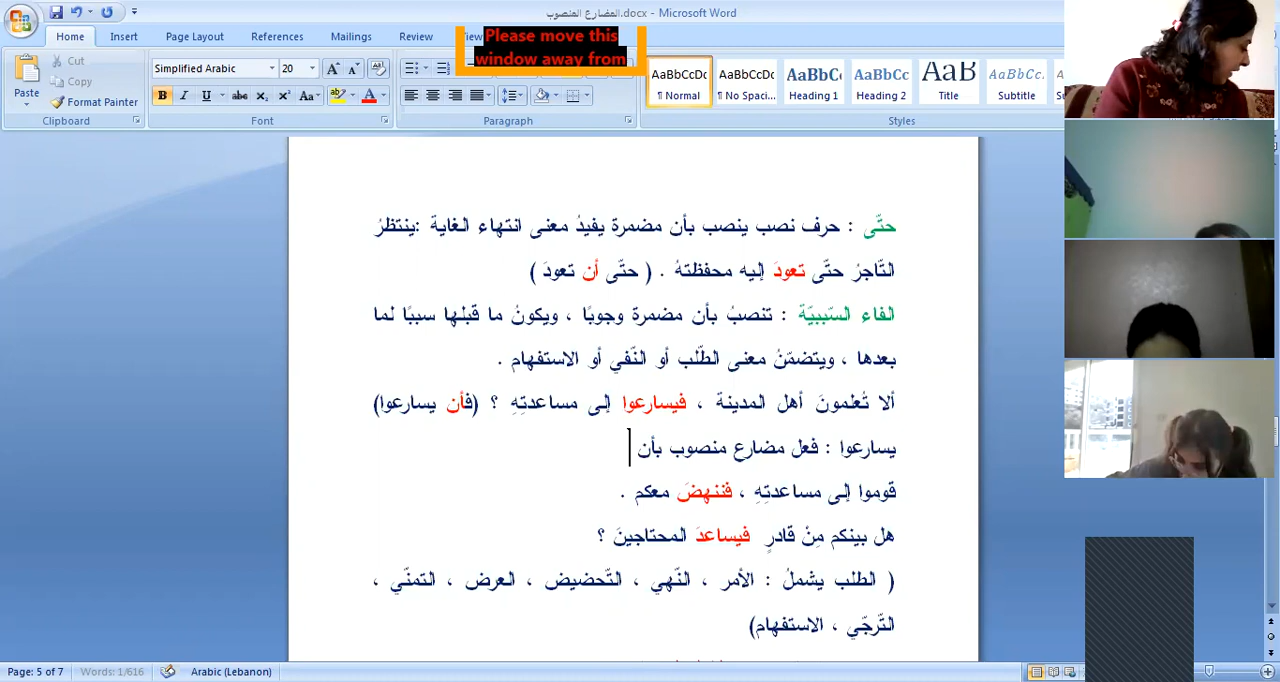 المضارع المنصوب.docx - Microsoft Word
Home Insert Page Layout References Mailings Review View
Please move this
window away from
Cut
Copy
Format Painter
Paste
Clipboard
Simplified Arabic 20
Font
Paragraph
AaBbCcDc AaBbCcDc AaBbC AaBbCc AaB AaBbCc.
¶ Normal ¶ No Spaci... Heading 1 Heading 2 Title Subtitle
Styles
حتّى : حرف نصب ينصب بأن مضمرة يفيدُ معنى انتهاء الغاية :ينتظرُ
التّاجرُ حتّى تعودَ إليه محفظتهُ . ( حتّى أن تعودَ )
الفاء السّببيّة : تنصبُ بأن مضمرة وجوبًا ، ويكونُ ما قبلها سببًا لما
بعدها ، ويتضمّنُ معنى الطّلب أو النّفي أو الاستفهام .
ألا تُعلمونَ أهل المدينة ، فيسارعوا إلى مساعدتِهِ ؟ (فأن يسارعوا)
يسارعوا : فعل مضارع منصوب بأن
قوموا إلى مساعدتِهِ ، فننهضَ معكم .
هل بينكم مِنْ قادرٍ فيساعدَ المحتاجينَ ؟
( الطلب يشملُ : الأمر ، النّهي ، التّحضيض ، العرض ، التمنّي ،
التّرجّي ، الاستفهام)
Page: 5 of 7 Words: 1/616 Arabic (Lebanon)